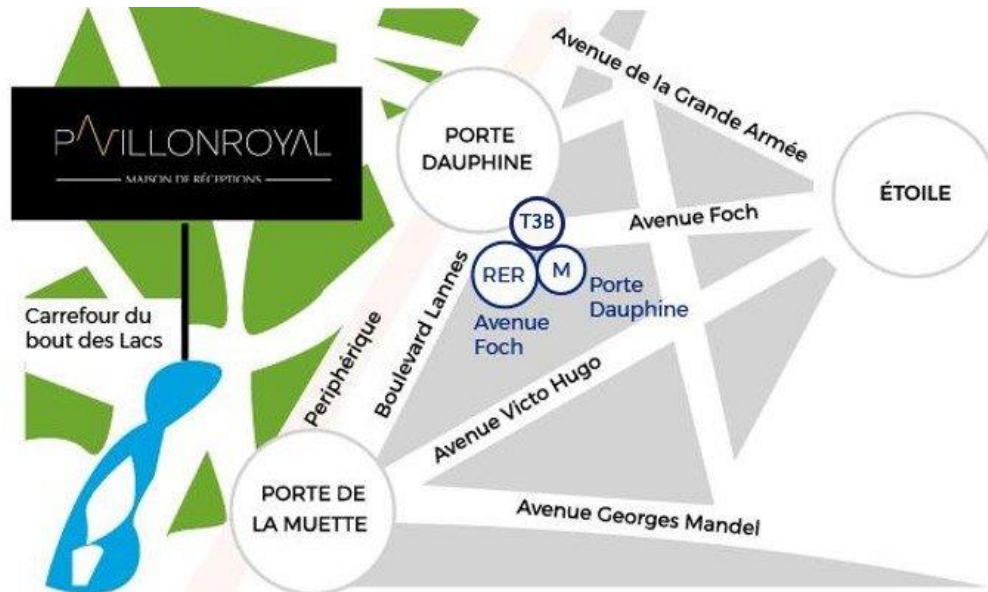 PAVILLONROYAL
MAISON DE RÉCEPTIONS
Carrefour du
bout des Lacs
PORTE
DAUPHINE
Avenue de la Grande Armée
ÉTOILE
Avenue Foch
T3B
RER
M
Avenue
Foch
Porte
Dauphine
Periphérique
Boulevard Lannes
Avenue Victo Hugo
PORTE DE
LA MUETTE
Avenue Georges Mandel